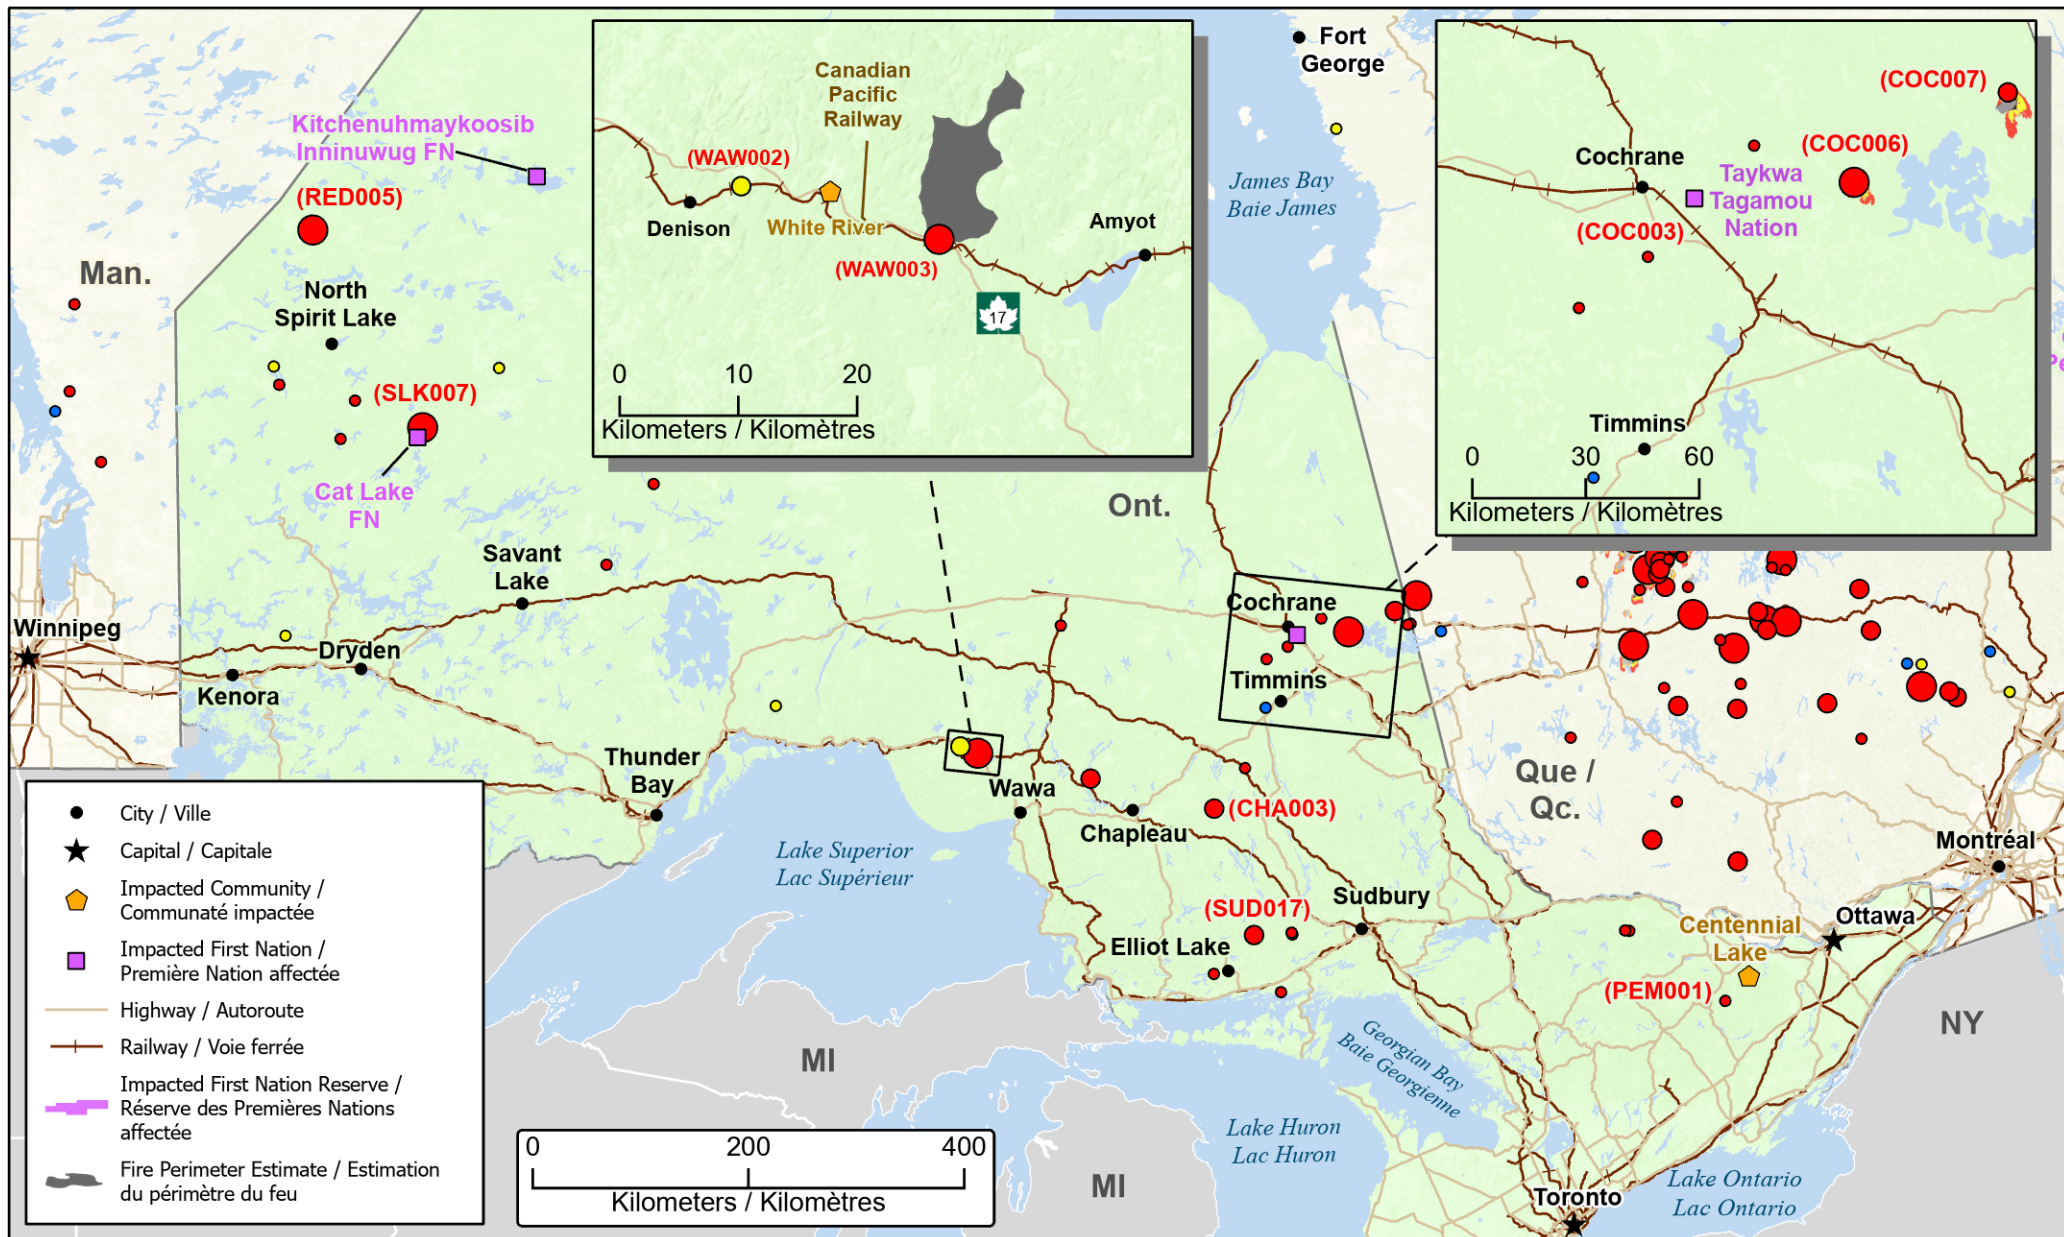 Kitchenuhmaykoosib
Inninuwug FN
(RED005)
Man.
North
Spirit Lake
(SLK007)
Cat Lake
FN
Savant
Lake
Winnipeg
Dryden
Kenora
Thunder
Bay
Canadian
Pacific
Railway
(WAW002)
Denison
White River
(WAW003)
Amyot
17
0 10 20
Kilometers / Kilomètres
Fort
George
James Bay
Baie James
Ont.
(COC007)
(COC006)
Cochrane
Taykwa
Tagamou
Nation
(COC003)
Timmins
0 30 60
Kilometers / Kilomètres
Cochrane
Timmins
Wawa
Chapleau
(CHA003)
Que /
Qc.
Montréal
Lake Superior
Lac Supérieur
(SUD017)
Sudbury
Elliot Lake
Centennial
Lake
Ottawa
(PEM001)
NY
MI
Georgian Bay
Baie Georgienne
Lake Huron
Lac Huron
MI
Lake Ontario
Lac Ontario
Toronto
City / Ville
Capital / Capitale
Impacted Community /
Communaté impactée
Impacted First Nation /
Première Nation affectée
Highway / Autoroute
Railway / Voie ferrée
Impacted First Nation Reserve /
Réserve des Premières Nations
affectée
Fire Perimeter Estimate / Estimation
du périmètre du feu
0 200 400
Kilometers / Kilomètres